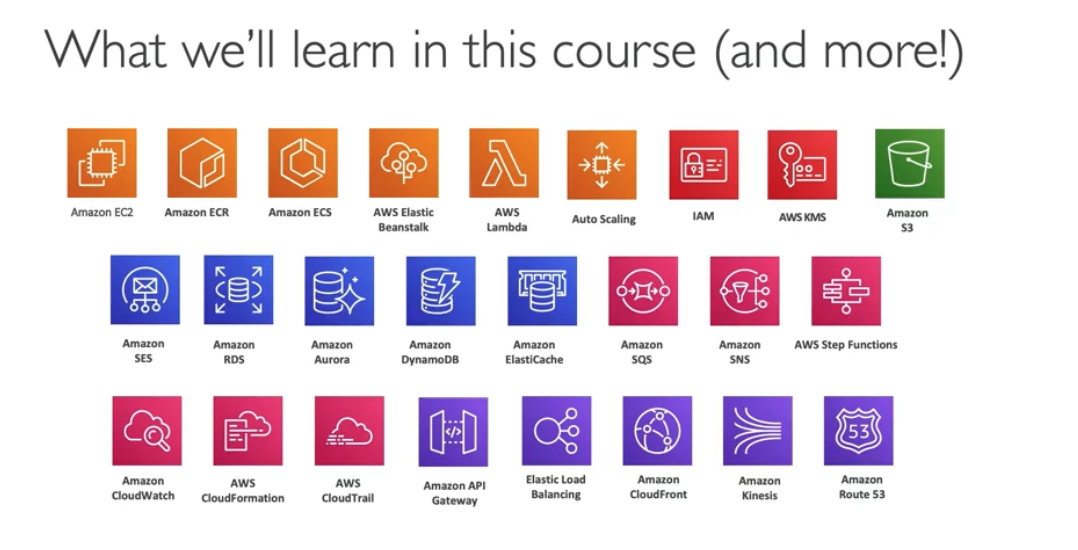 What we'll learn in this course (and more!)
Amazon EC2
Amazon ECR
Amazon ECS
AWS Elastic
Beanstalk
AWS
Lambda
Auto Scaling
IAM
AWS KMS
Amazon
S3
Amazon
SES
Amazon
RDS
Amazon
Aurora
Amazon
DynamoDB
Amazon
ElastiCache
Amazon
SQS
Amazon
SNS
AWS Step Functions
Amazon
CloudWatch
AWS
CloudFormation
AWS
CloudTrail
</>
Amazon API
Gateway
Elastic Load
Balancing
Amazon
CloudFront
Amazon
Kinesis
53
Amazon
Route 53